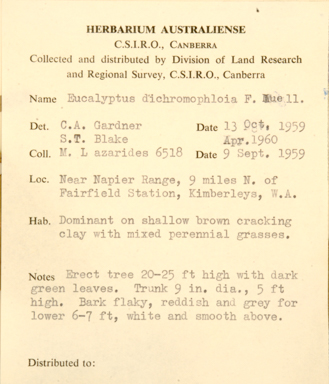 HERBARIUM AUSTRALIENSE
C.S.I.R.O., CANBERRA
Collected and distributed by Division of Land Research
and Regional Survey, C.S.I.R.O., Canberra
Name Eucalyptus dichromophloia F. Muell.
Det. C.A. Gardner Date 13 Oct. 1959
S.T. Blake Apr. 1960
Coll. M. Lazarides 6518 Date 9 Sept. 1959
Loc. Near Napier Range, 9 miles N. of
Fairfield Station, Kimberleys, W.A.
Hab. Dominant on shallow brown cracking
clay with mixed perennial grasses.
Notes Erect tree 20-25 ft high with dark
green leaves. Trunk 9 in. dia., 5 ft
high. Bark flaky, reddish and grey for
lower 6-7 ft, white and smooth above.
Distributed to: